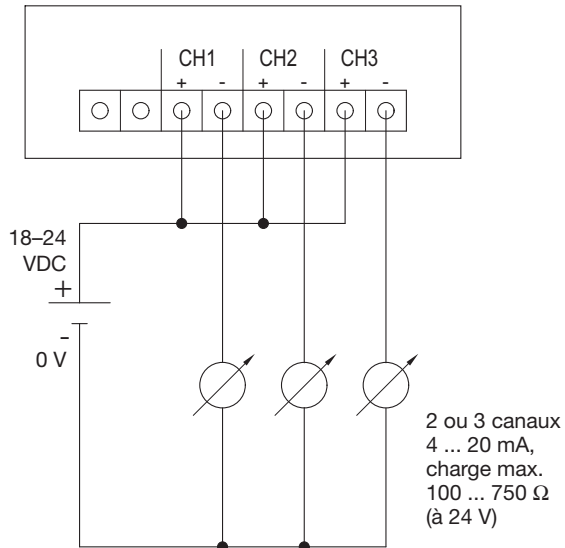 CH1 CH2 CH3
+ - + - + -
18–24
VDC
+
-
0 V
2 ou 3 canaux
4 ... 20 mA,
charge max.
100 ... 750 Ω
(à 24 V)